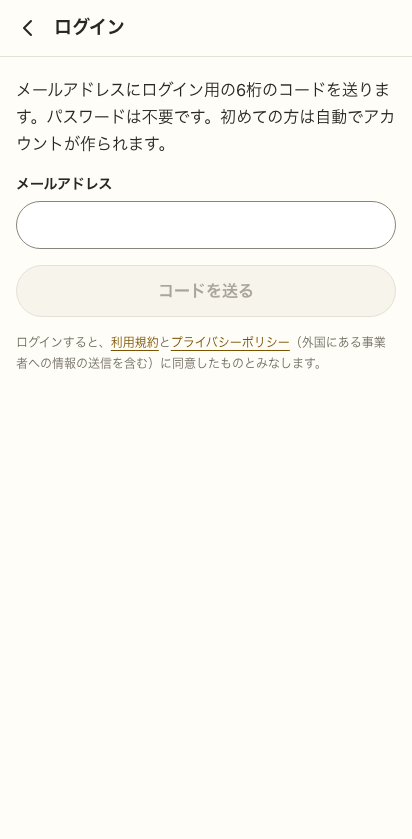 ログイン
メールアドレスにログイン用の6桁のコードを送りま
す。パスワードは不要です。初めての方は自動でアカ
ウントが作られます。
メールアドレス
コードを送る
ログインすると、利用規約とプライバシーポリシー（外国にある事業
者への情報の送信を含む）に同意したものとみなします。